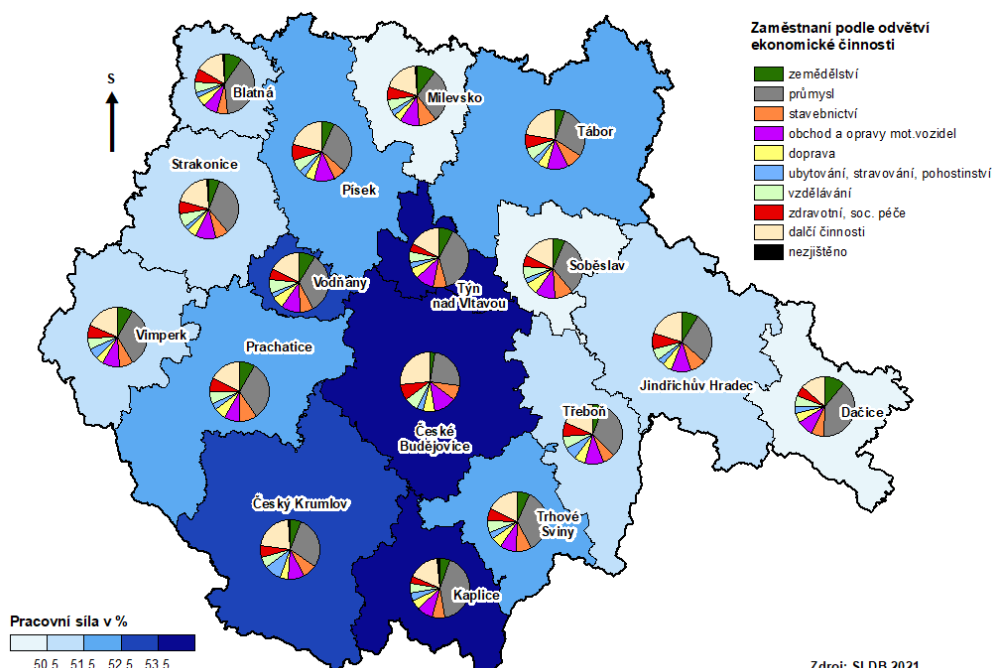 Zaměstnaní podle odvětví
ekonomické činnosti
zemědělství
průmysl
stavebnictví
obchod a opravy mot.vozidel
doprava
ubytování, stravování, pohostinství
vzdělávání
zdravotní, soc. péče
dalčí činnosti
nezjištěno
S
Blatná
Milevsko
Tábor
Strakonice
Písek
Soběslav
Vodňany
Týn
nad Vltavou
Vimperk
Prachatice
Jindřichův Hradec
Třeboň
Dačice
České
Budějovice
Český Krumlov
Trhové
Sviny
Kaplice
Pracovní síla v %
50.5 51.5 52.5 53.5
Zdroj: SLDB 2021